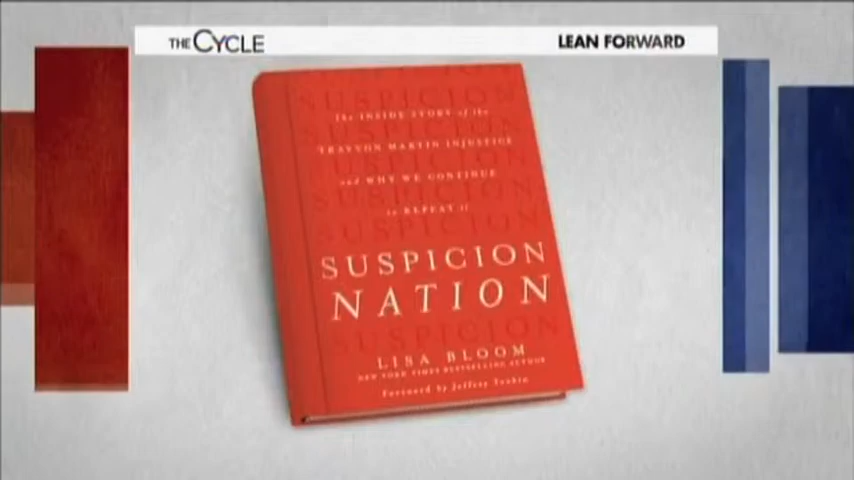 THE CYCLE
LEAN FORWARD
SUSPICION
The INSIDE STORY of the
TRAYVON MARTIN INJUSTICE
and WHY WE CONTINUE
to REPEAT it
SUSPICION
NATION
LISA BLOOM
NEW YORK TIMES BESTSELLING AUTHOR
Foreword by Jeffrey Toobin